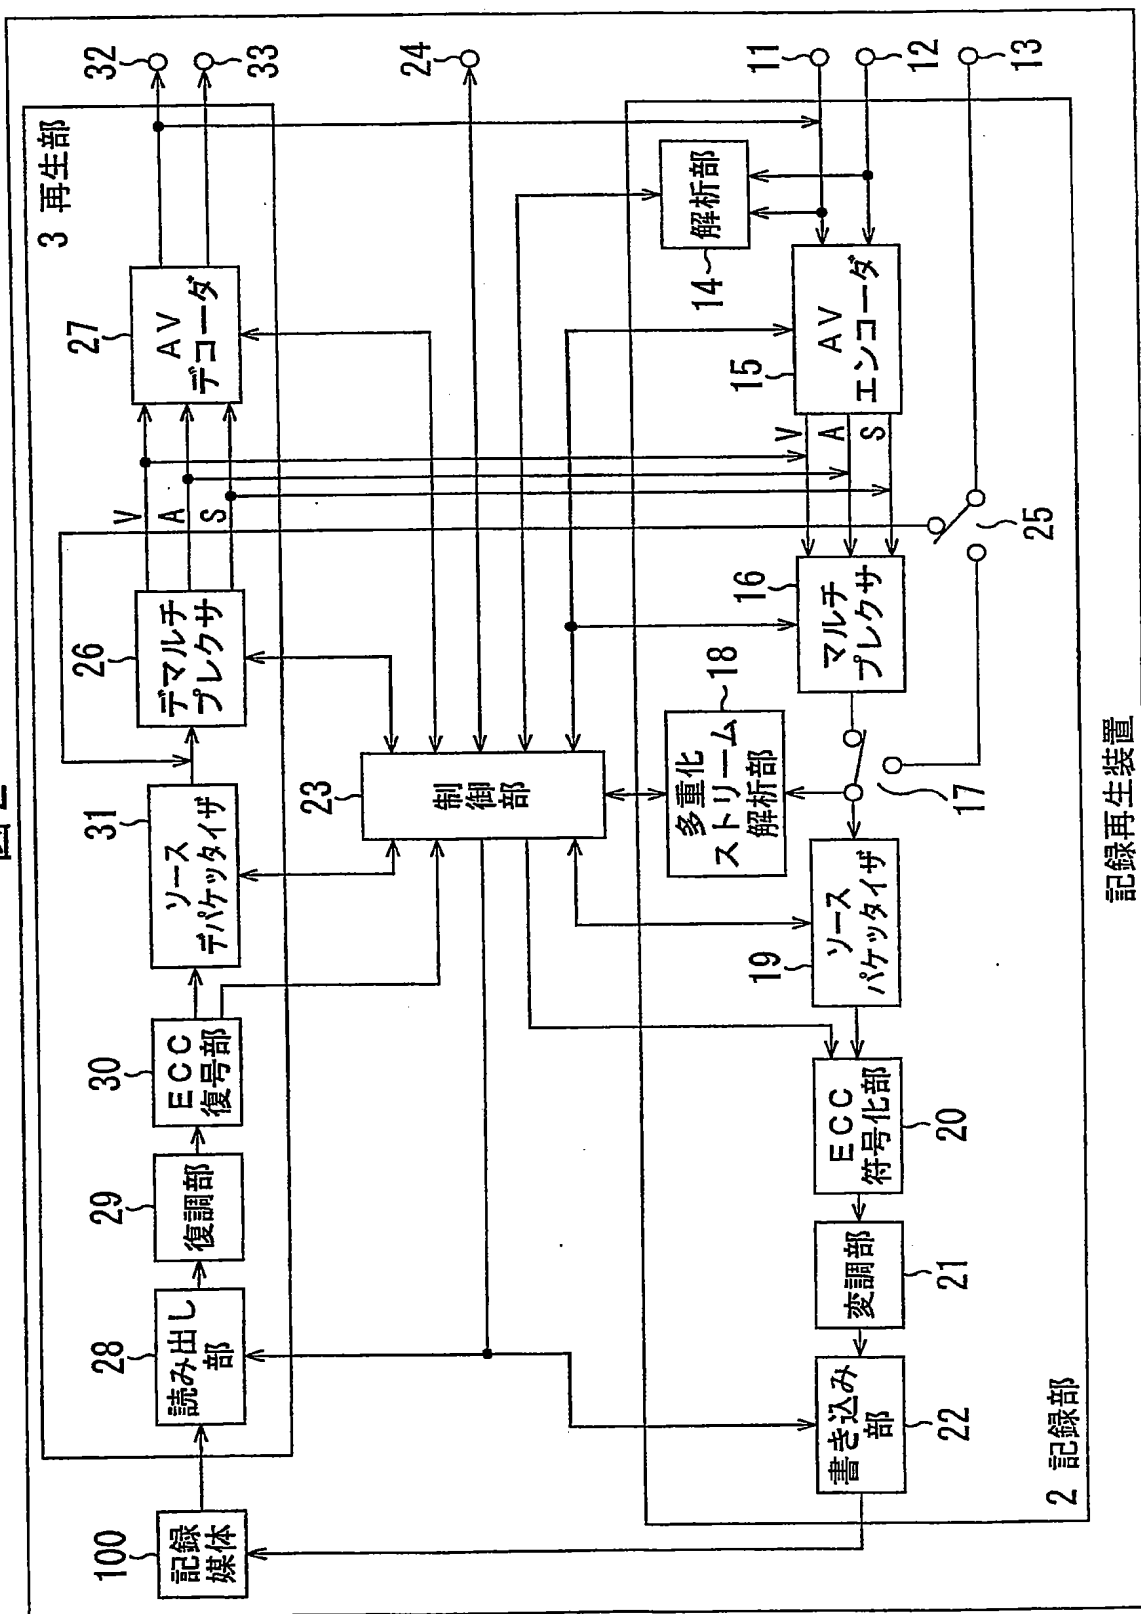 3 再生部
32
33
24
11
12
13
27
AV
デコーダ
解析部
14
AV
エンコーダ
15
V
A
S
V
A
S
25
26
デマルチ
プレクサ
16
マルチ
プレクサ
18
多重化
ストリーム
解析部
17
23
制御部
31
ソース
デパケッタイザ
19
ソース
パケッタイザ
30
ECC
復号部
ECC
符号化部
20
29
復調部
変調部
21
28
読み出し
部
書き込み
部
22
2 記録部
100
記録
媒体
記録再生装置